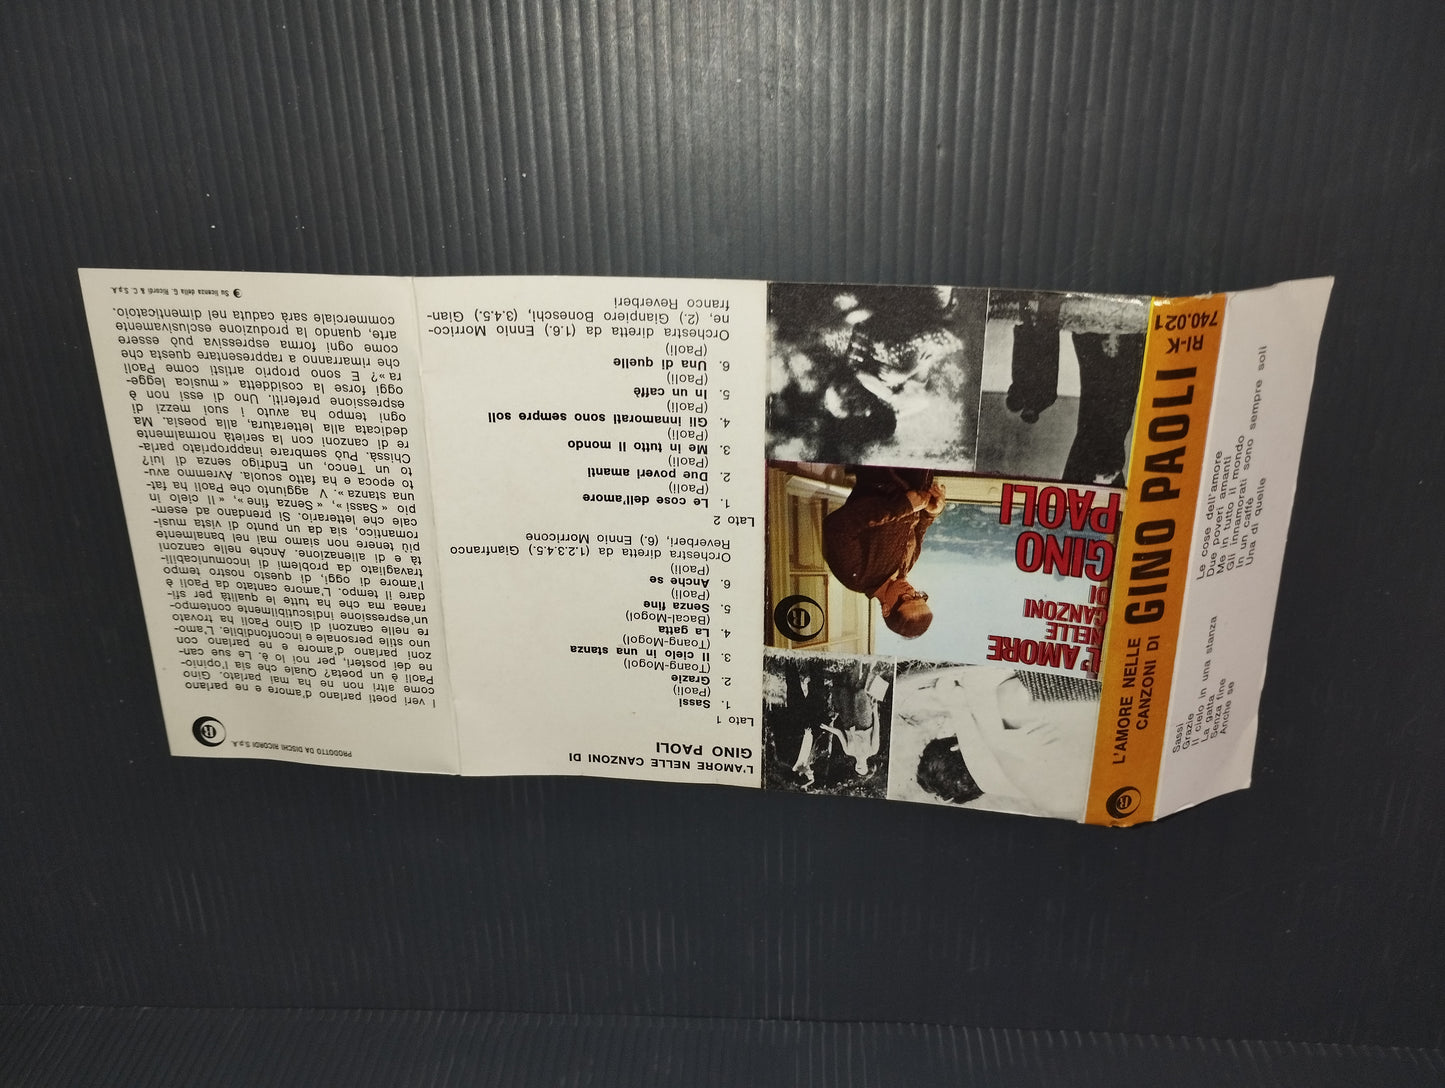 PRODOTTO DA DISCHI RICORDI S.p.A.
R
I veri poeti parlano d'amore e ne parlano
come altri non ne ha mai parlato. Gino
Paoli è un poeta? Quale che sia l'opinio-
ne dei posteri, per noi lo è. Le sue can-
zoni parlano d'amore e ne parlano con
uno stile personale e inconfondibile. L'amo-
re nelle canzoni di Gino Paoli ha trovato
un'espressione indiscutibilmente contempo-
ranea ma che ha tutte le qualità per sfi-
dare il tempo. L'amore cantato da Paoli è
l'amore di oggi, di questo nostro tempo
travagliato da problemi di incomunicabili-
tà e di alienazione. Anche nelle canzoni
più tenere non siamo mai nel banalmente
romantico, sia da un punto di vista musi-
cale che letterario. Si prendano ad esem-
pio « Sassi », « Senza fine », « Il cielo in
una stanza ». V aggiunto che Paoli ha fat-
to epoca e ha fatto scuola. Avremmo avu-
to un Tenco, un Endrigo senza di lui?
Chissà. Può sembrare inappropriato parla-
re di canzoni con la serietà normalmente
dedicata alla letteratura, alla poesia. Ma
ogni tempo ha avuto i suoi mezzi di
espressione preferiti. Uno di essi non è
oggi forse la cosiddetta « musica legge-
ra »? E sono proprio artisti come Paoli
che rimarranno a rappresentare questa che
come ogni forma espressiva può essere
arte, quando la produzione esclusivamente
commerciale sarà caduta nel dimenticatoio.
Su licenza della G. Ricordi & C. S.p.A.
L'AMORE NELLE CANZONI DI
GINO PAOLI
Lato 1
1. Sassi
(Paoli)
2. Grazie
(Toang-Mogol)
3. Il cielo in una stanza
(Toang-Mogol)
4. La gatta
(Bacal-Mogol)
5. Senza fine
(Paoli)
6. Anche se
(Paoli)
Orchestra diretta da (1.2.3.4.5.) Gianfranco
Reverberi, (6.) Ennio Morricone
Lato 2
1. Le cose dell'amore
(Paoli)
2. Due poveri amanti
(Paoli)
3. Me in tutto il mondo
(Paoli)
4. Gli innamorati sono sempre soli
(Paoli)
5. In un caffè
(Paoli)
6. Una di quelle
(Paoli)
Orchestra diretta da (1.6.) Ennio Morrico-
ne, (2.) Giampiero Boneschi, (3.4.5.) Gian-
franco Reverberi
R
L'AMORE
NELLE
CANZONI
DI
GINO
PAOLI
R
L'AMORE NELLE
CANZONI DI
GINO PAOLI
RI-K
740.021
Sassi
Grazie
Il cielo in una stanza
La gatta
Senza fine
Anche se
Le cose dell'amore
Due poveri amanti
Me in tutto il mondo
Gli innamorati sono sempre soli
In un caffè
Una di quelle